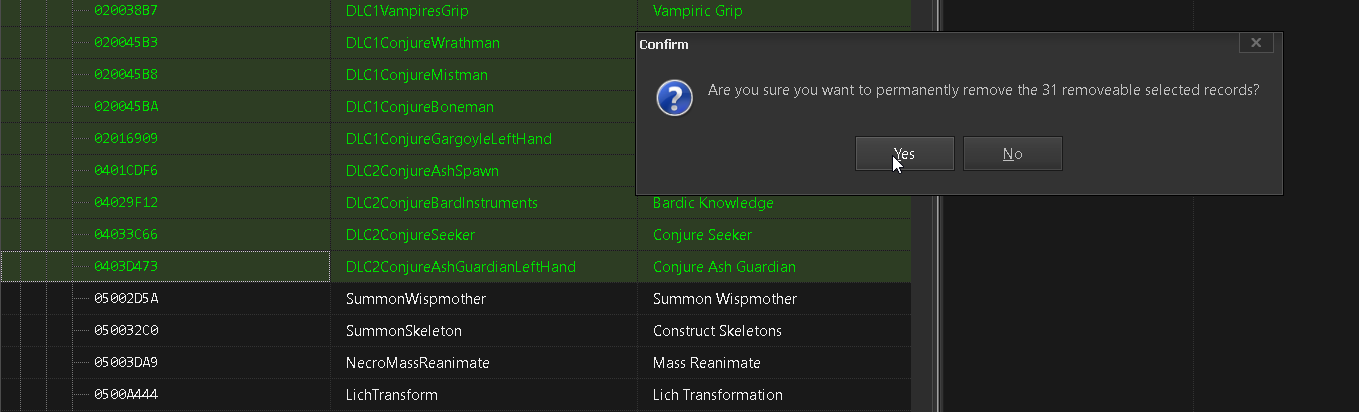 020038B7 DLC1VampiresGrip Vampiric Grip
020045B3 DLC1ConjureWrathman
020045B8 DLC1ConjureMistman
020045BA DLC1ConjureBoneman
02016909 DLC1ConjureGargoyleLeftHand
0401CDF6 DLC2ConjureAshSpawn
04029F12 DLC2ConjureBardInstruments Bardic Knowledge
04033C66 DLC2ConjureSeeker Conjure Seeker
0403D473 DLC2ConjureAshGuardianLeftHand Conjure Ash Guardian
05002D5A SummonWispmother Summon Wispmother
050032C0 SummonSkeleton Construct Skeletons
05003DA9 NecroMassReanimate Mass Reanimate
0500A444 LichTransform Lich Transformation
Confirm
Are you sure you want to permanently remove the 31 removeable selected records?
Yes No